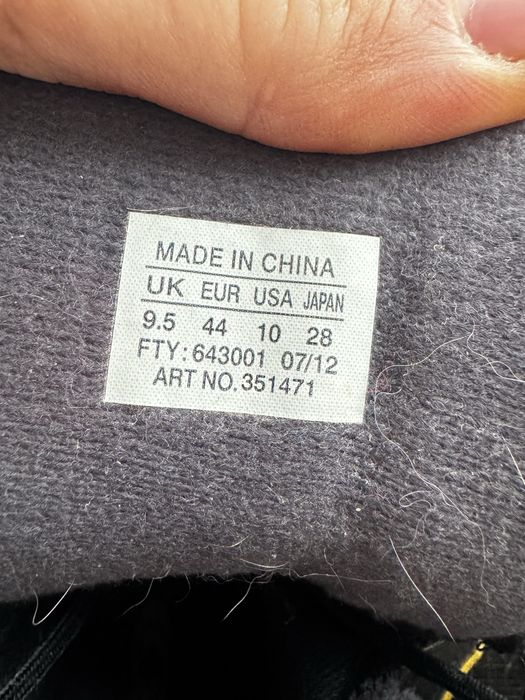 MADE IN CHINA
UK EUR USA JAPAN
9.5 44 10 28
FTY: 643001 07/12
ART NO. 351471